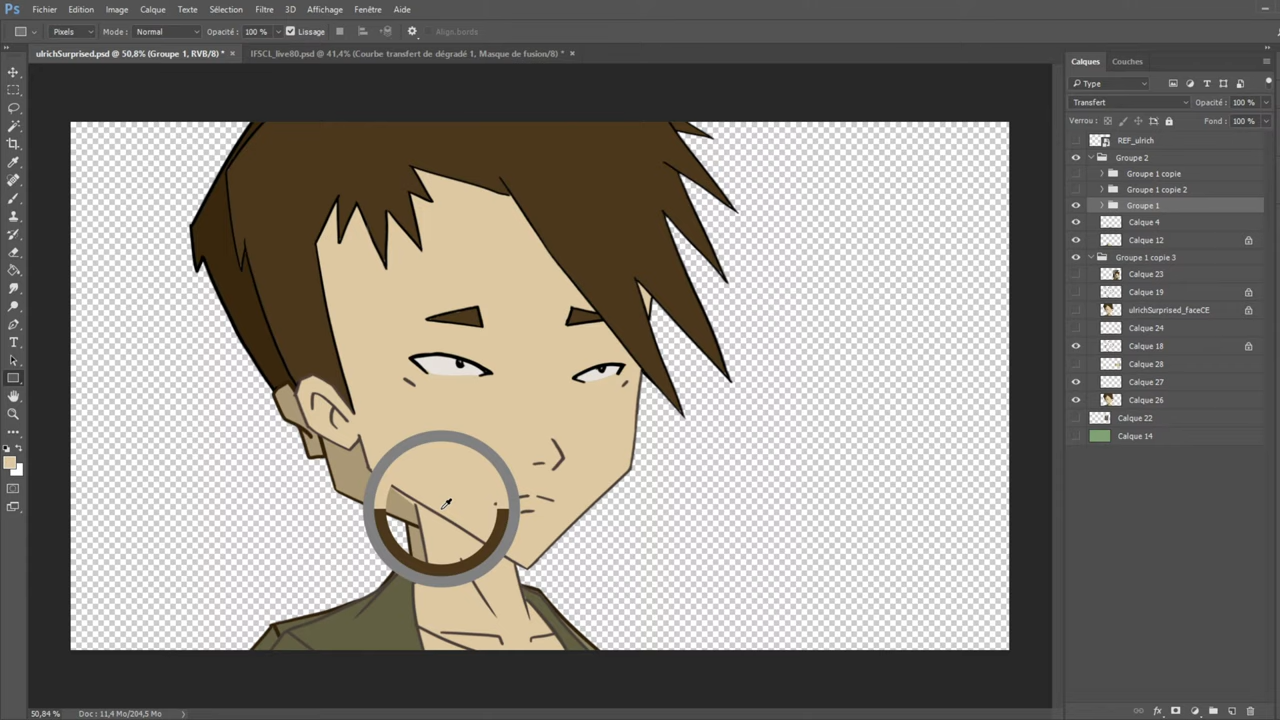 Ps Fichier Edition Image Calque Texte Sélection Filtre 3D Affichage Fenêtre Aide
Pixels Mode : Normal Opacité : 100 % Lissage Align. bords
ulrichSurprised.psd @ 50,8% (Groupe 1, RVB/8) * × IFSCL_live80.psd @ 41,4% (Courbe transfert de dégradé 1, Masque de fusion/8) * ×
Calques Couches
Type
Transfert Opacité : 100 %
Verrou : Fond : 100 %
REF_ulrich
Groupe 2
Groupe 1 copie
Groupe 1 copie 2
Groupe 1
Calque 4
Calque 12
Groupe 1 copie 3
Calque 23
Calque 19
ulrichSurprised_faceCE
Calque 24
Calque 18
Calque 28
Calque 27
Calque 26
Calque 22
Calque 14
50,84 % Doc : 11,4 Mo/204,5 Mo